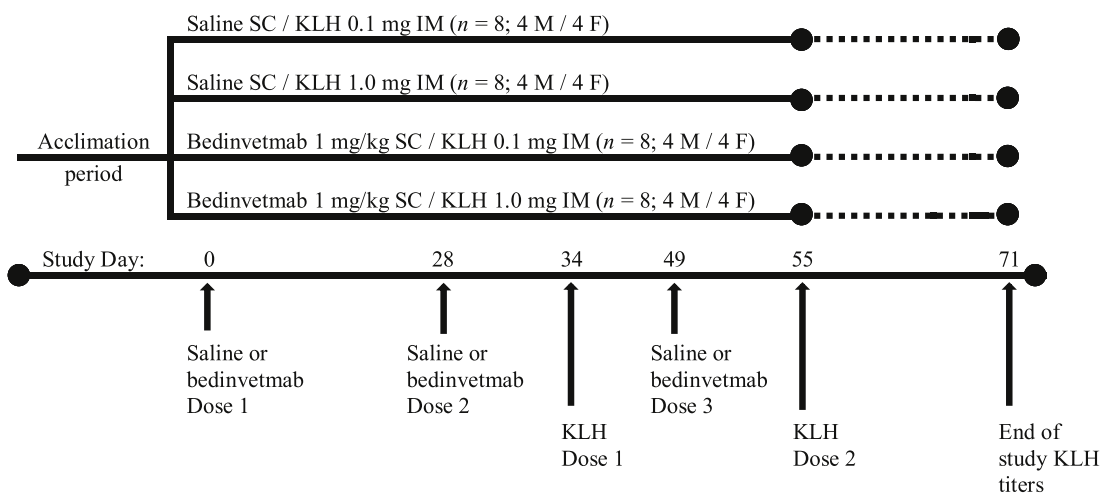 Saline SC / KLH 0.1 mg IM (n = 8; 4 M / 4 F)
Saline SC / KLH 1.0 mg IM (n = 8; 4 M / 4 F)
Acclimation
period
Bedinvetmab 1 mg/kg SC / KLH 0.1 mg IM (n = 8; 4 M / 4 F)
Bedinvetmab 1 mg/kg SC / KLH 1.0 mg IM (n = 8; 4 M / 4 F)
Study Day: 0 28 34 49 55 71
Saline or
bedinvetmab
Dose 1
Saline or
bedinvetmab
Dose 2
KLH
Dose 1
Saline or
bedinvetmab
Dose 3
KLH
Dose 2
End of
study KLH
titers